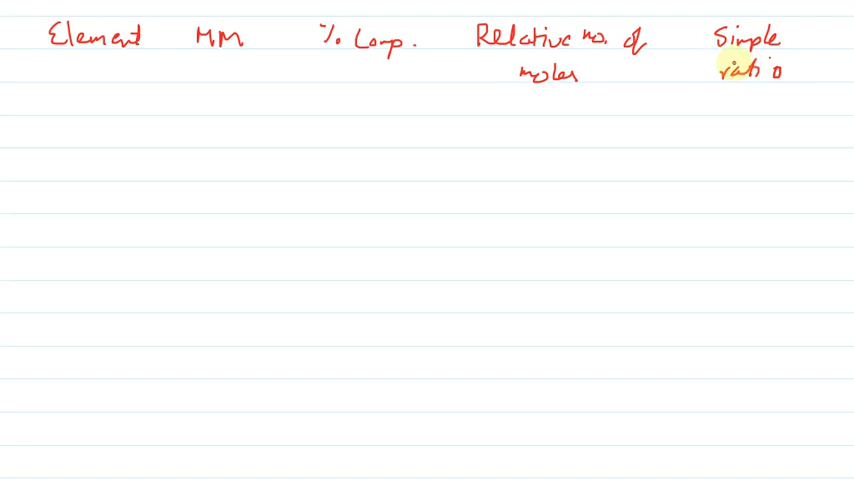 Element MM % Comp. Relative no. of Simple
moles ratio